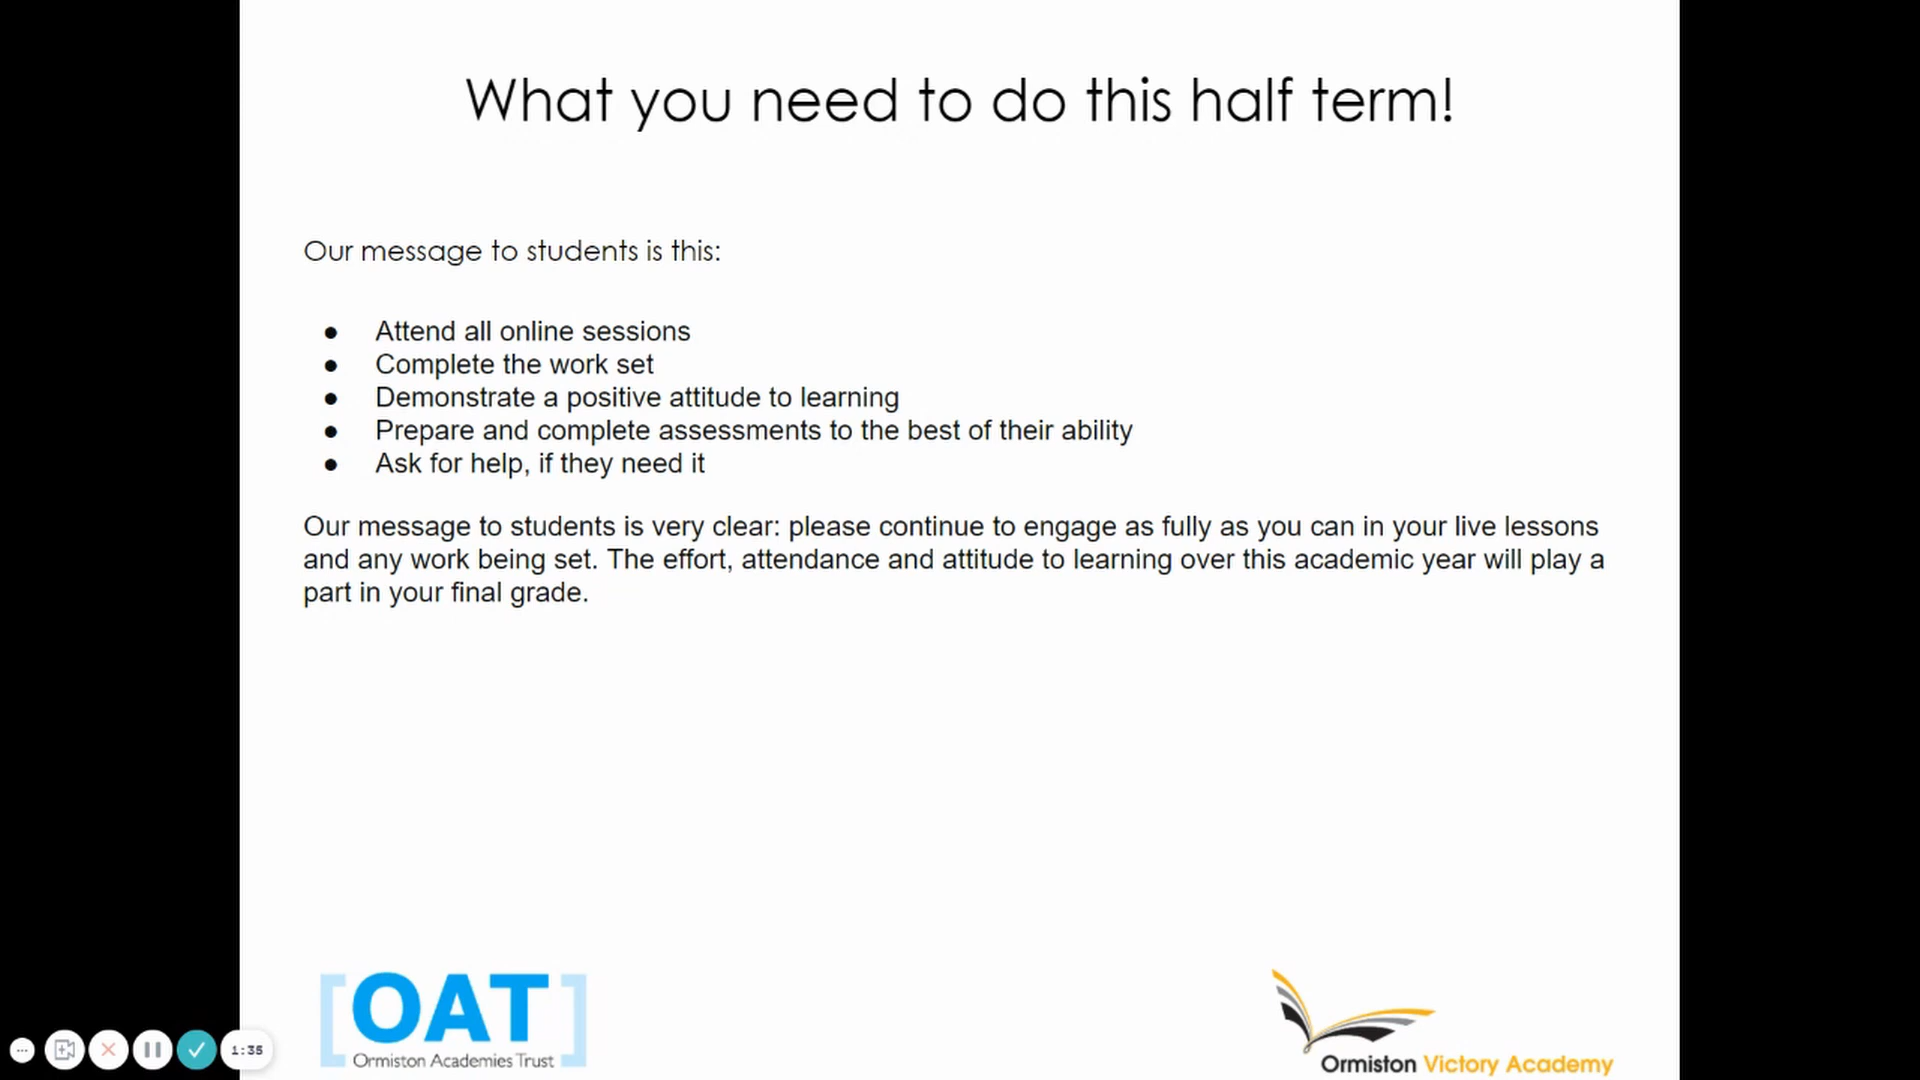 What you need to do this half term!
Our message to students is this:
● Attend all online sessions
● Complete the work set
● Demonstrate a positive attitude to learning
● Prepare and complete assessments to the best of their ability
● Ask for help, if they need it
Our message to students is very clear: please continue to engage as fully as you can in your live lessons
and any work being set. The effort, attendance and attitude to learning over this academic year will play a
part in your final grade.
[OAT]
Ormiston Academies Trust
Ormiston Victory Academy
1:35